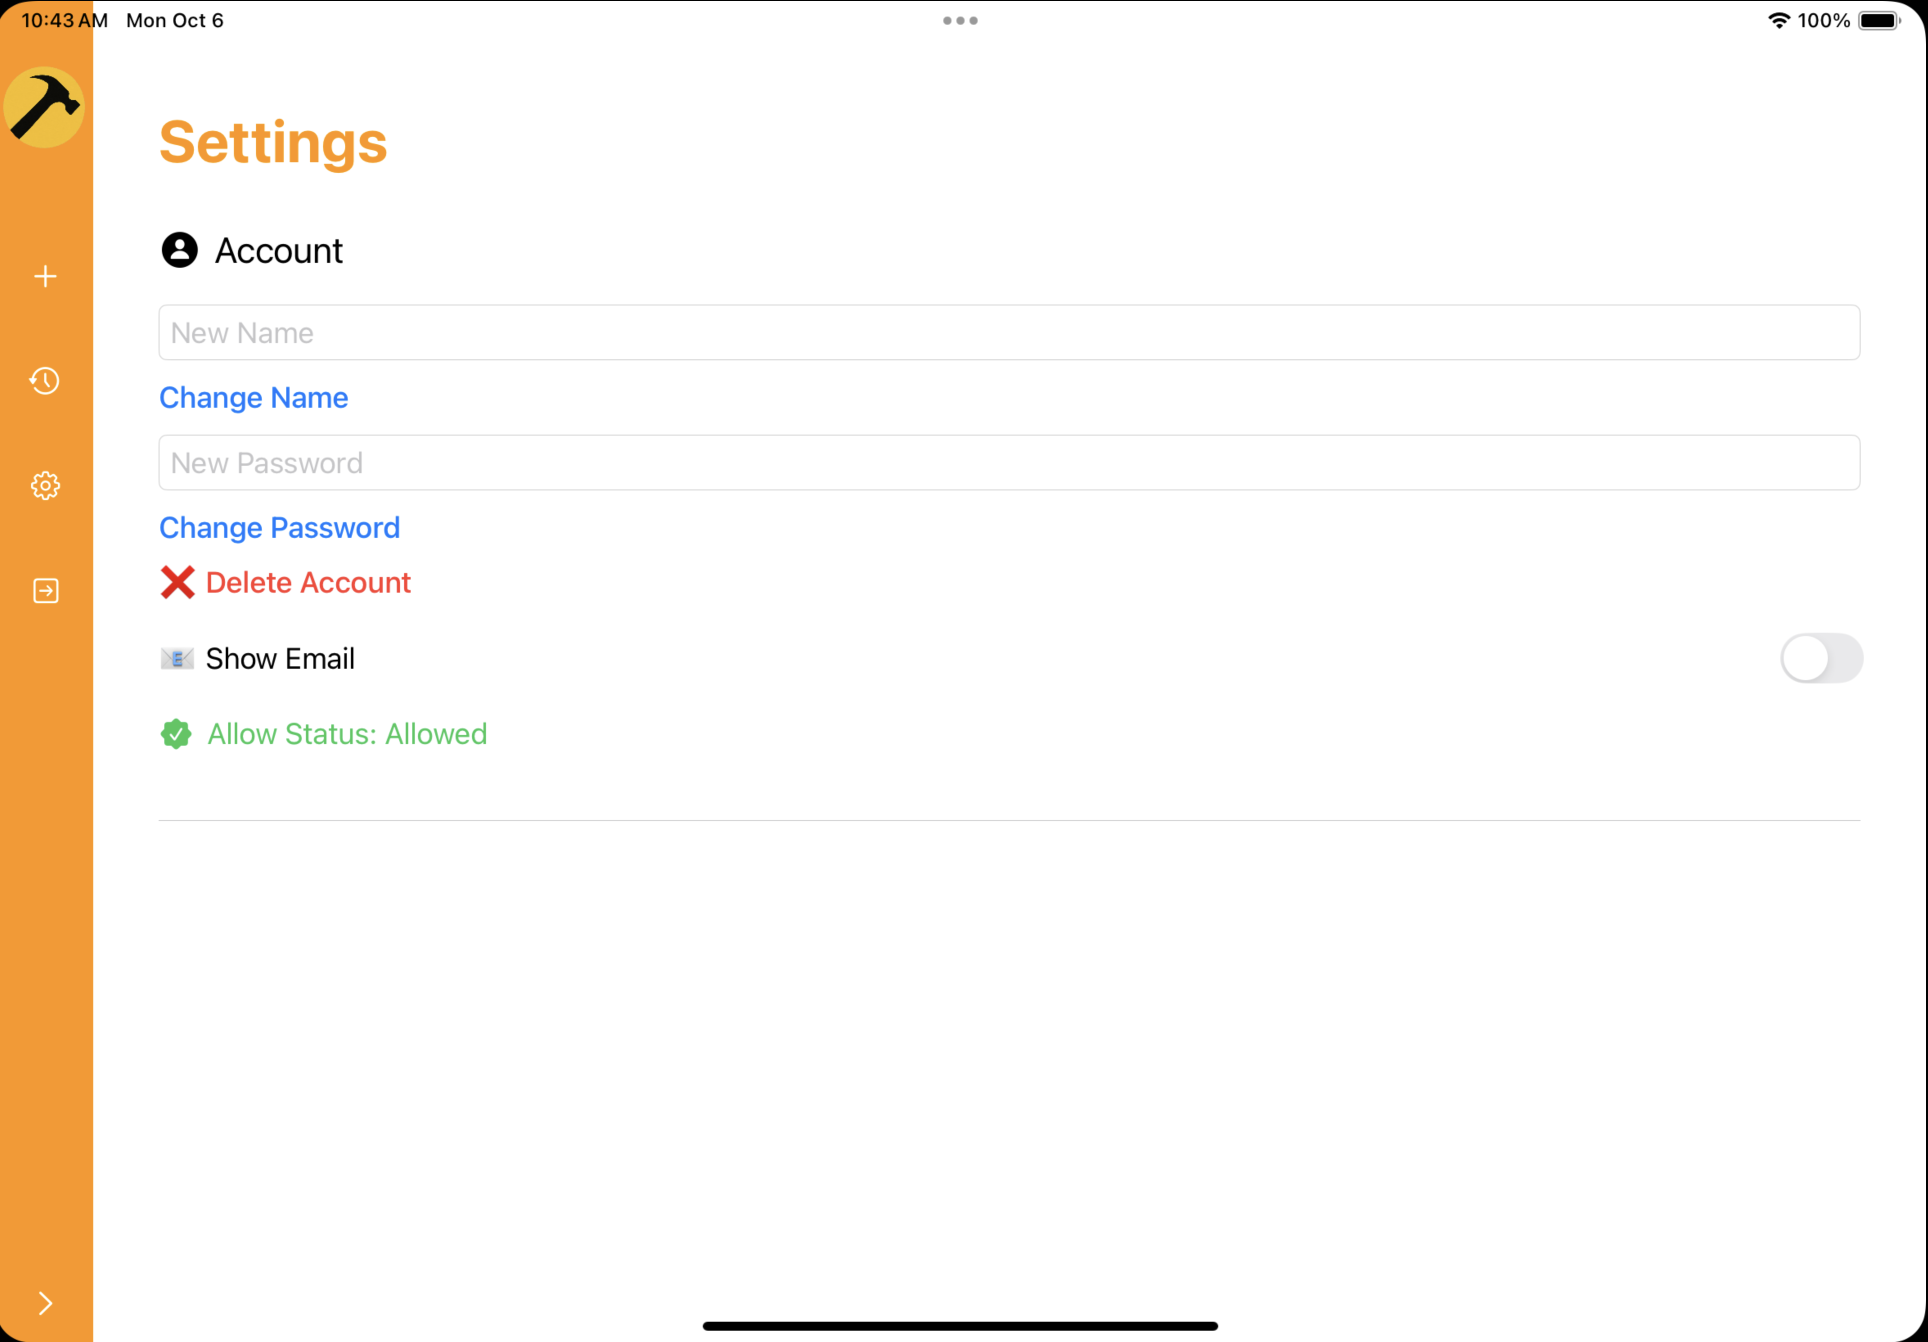 10:43 AM Mon Oct 6
100%
Settings
Account
New Name
Change Name
New Password
Change Password
❌ Delete Account
📧 Show Email
Allow Status: Allowed